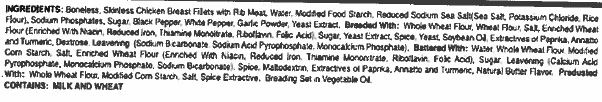 INGREDIENTS: Boneless, Skinless Chicken Breast Fillets with Rib Meat, Water, Modified Food Starch, Reduced Sodium Sea Salt(Sea Salt, Potassium Chloride, Rice
Flour), Sodium Phosphates, Sugar, Black Pepper, White Pepper, Garlic Powder, Yeast Extract. Breaded With: Whole Wheat Flour, Wheat Flour, Salt, Enriched Wheat
Flour (Enriched With Niacin, Reduced Iron, Thiamine Mononitrate, Riboflavin, Folic Acid), Sugar, Yeast Extract, Spice, Yeast, Soybean Oil, Extractives of Paprika, Annatto
and Turmeric, Dextrose, Leavening (Sodium Bicarbonate, Sodium Acid Pyrophosphate, Monocalcium Phosphate). Battered With: Water, Whole Wheat Flour, Modified
Corn Starch, Salt, Enriched Wheat Flour (Enriched With Niacin, Reduced Iron, Thiamine Mononitrate, Riboflavin, Folic Acid), Sugar, Leavening (Calcium Acid
Pyrophosphate, Monocalcium Phosphate, Sodium Bicarbonate), Spice, Maltodextrin, Extractives of Paprika, Annatto and Turmeric, Natural Butter Flavor. Predusted
With: Whole Wheat Flour, Modified Corn Starch, Salt, Spice Extractive. Breading Set in Vegetable Oil.
CONTAINS: MILK AND WHEAT